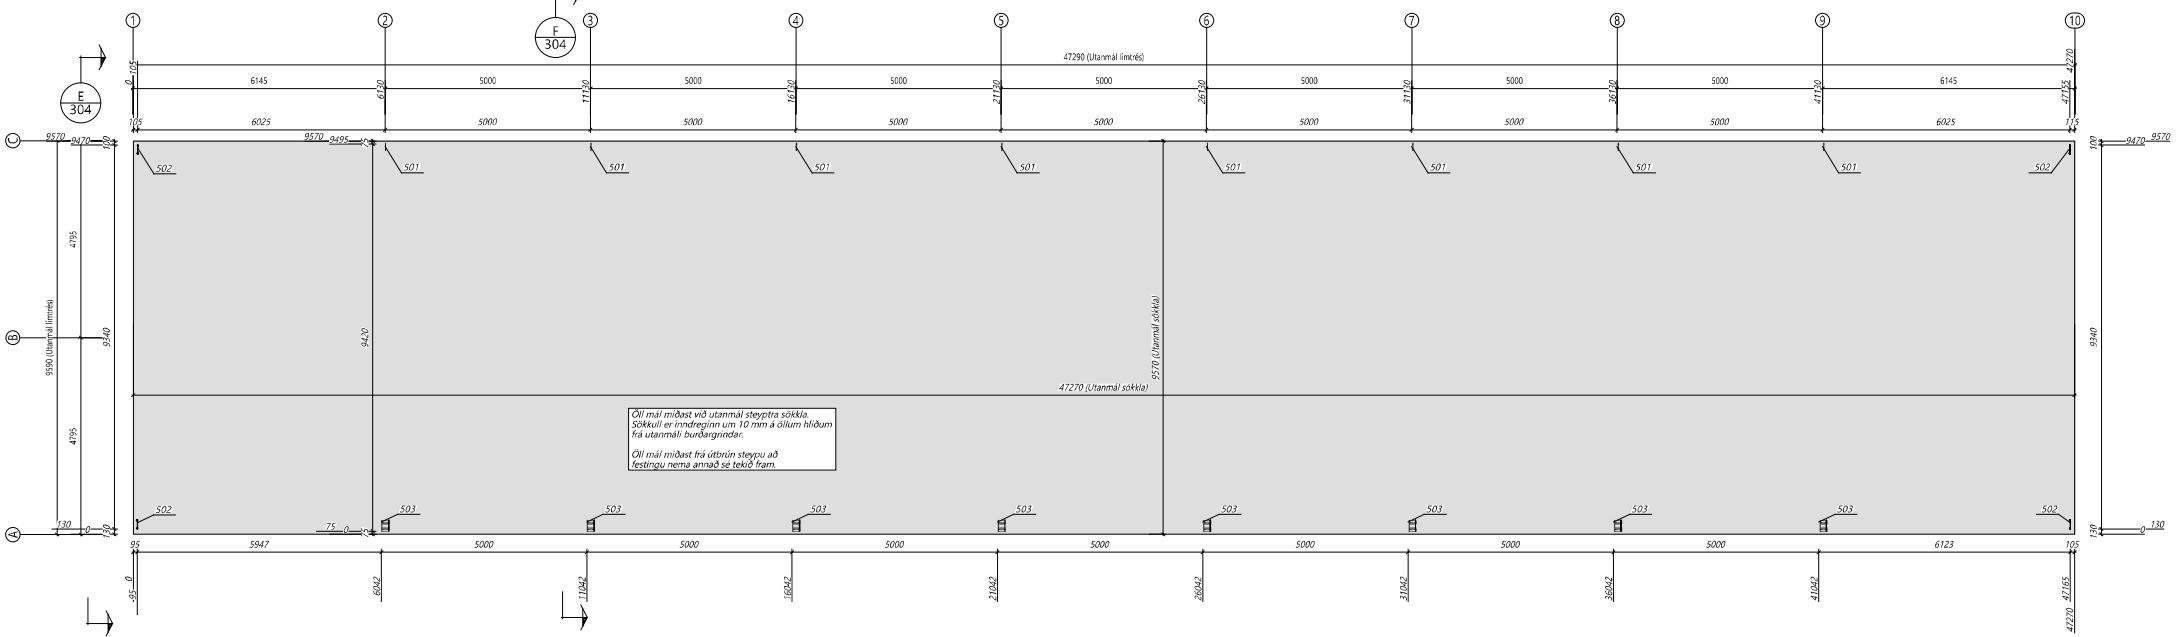 1 2 3 4 5 6 7 8 9 10
F
304
47290 (Utanmál límtrés)
E
304
0 105 6130 11130 16130 21130 26130 31130 36130 41130 47155 47270
6145 5000 5000 5000 5000 5000 5000 5000 6145
105 6025 5000 5000 5000 5000 5000 5000 5000 6025 115
C 9570 9470 100 9570 9495 75 100 9470 9570
502 501 501 501 501 501 501 501 501 502
4795
9590 (Utanmál límtrés)
B
9340 9420 9570 (Utanmál sökkla) 9340
47270 (Utanmál sökkla)
4795
Öll mál miðast við utanmál steyptra sökkla.
Sökkull er inndreginn um 10 mm á öllum hliðum
frá utanmáli burðargrindar.
Öll mál miðast frá útbrún steypu að
festingu nema annað sé tekið fram.
502 503 503 503 503 503 503 503 503 502
A 130 0 130 75 0 75 130 0 130
95 5947 5000 5000 5000 5000 5000 5000 5000 6123 105
-95 0 6042 11042 16042 21042 26042 31042 36042 41042 47165
47270